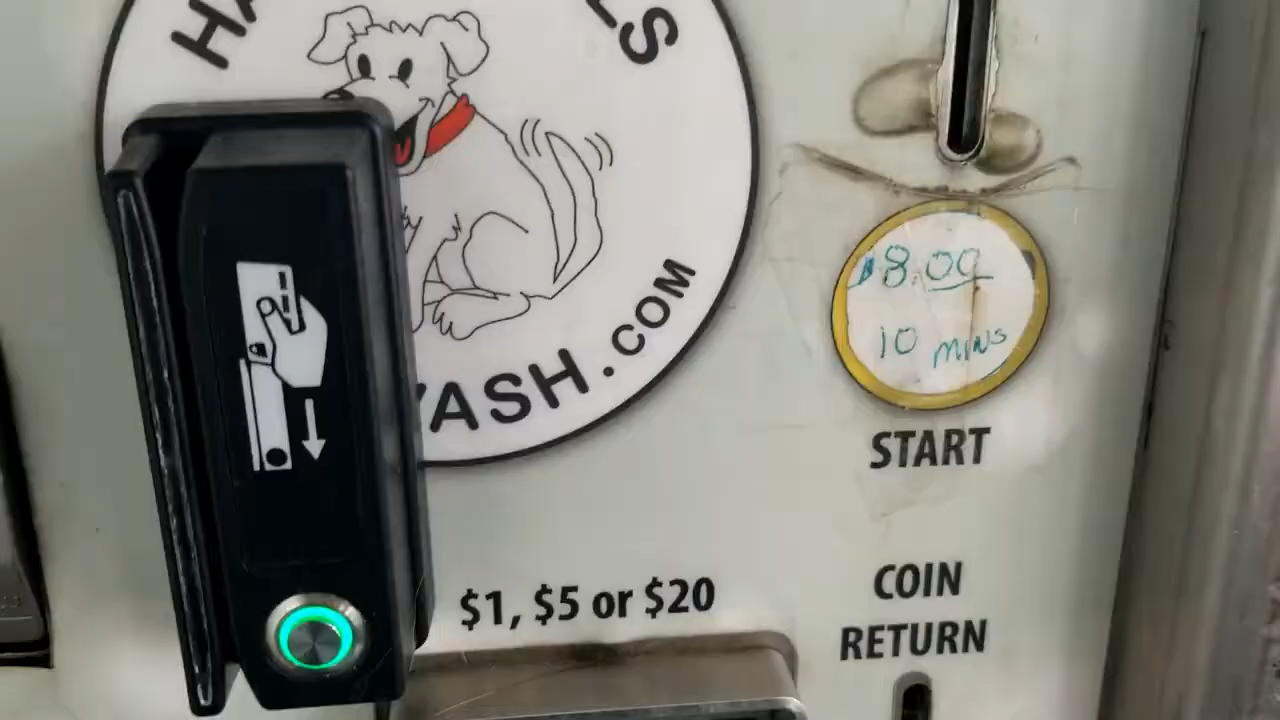 $8.00
10 MINS
START
$1, $5 or $20
COIN
RETURN
.COM